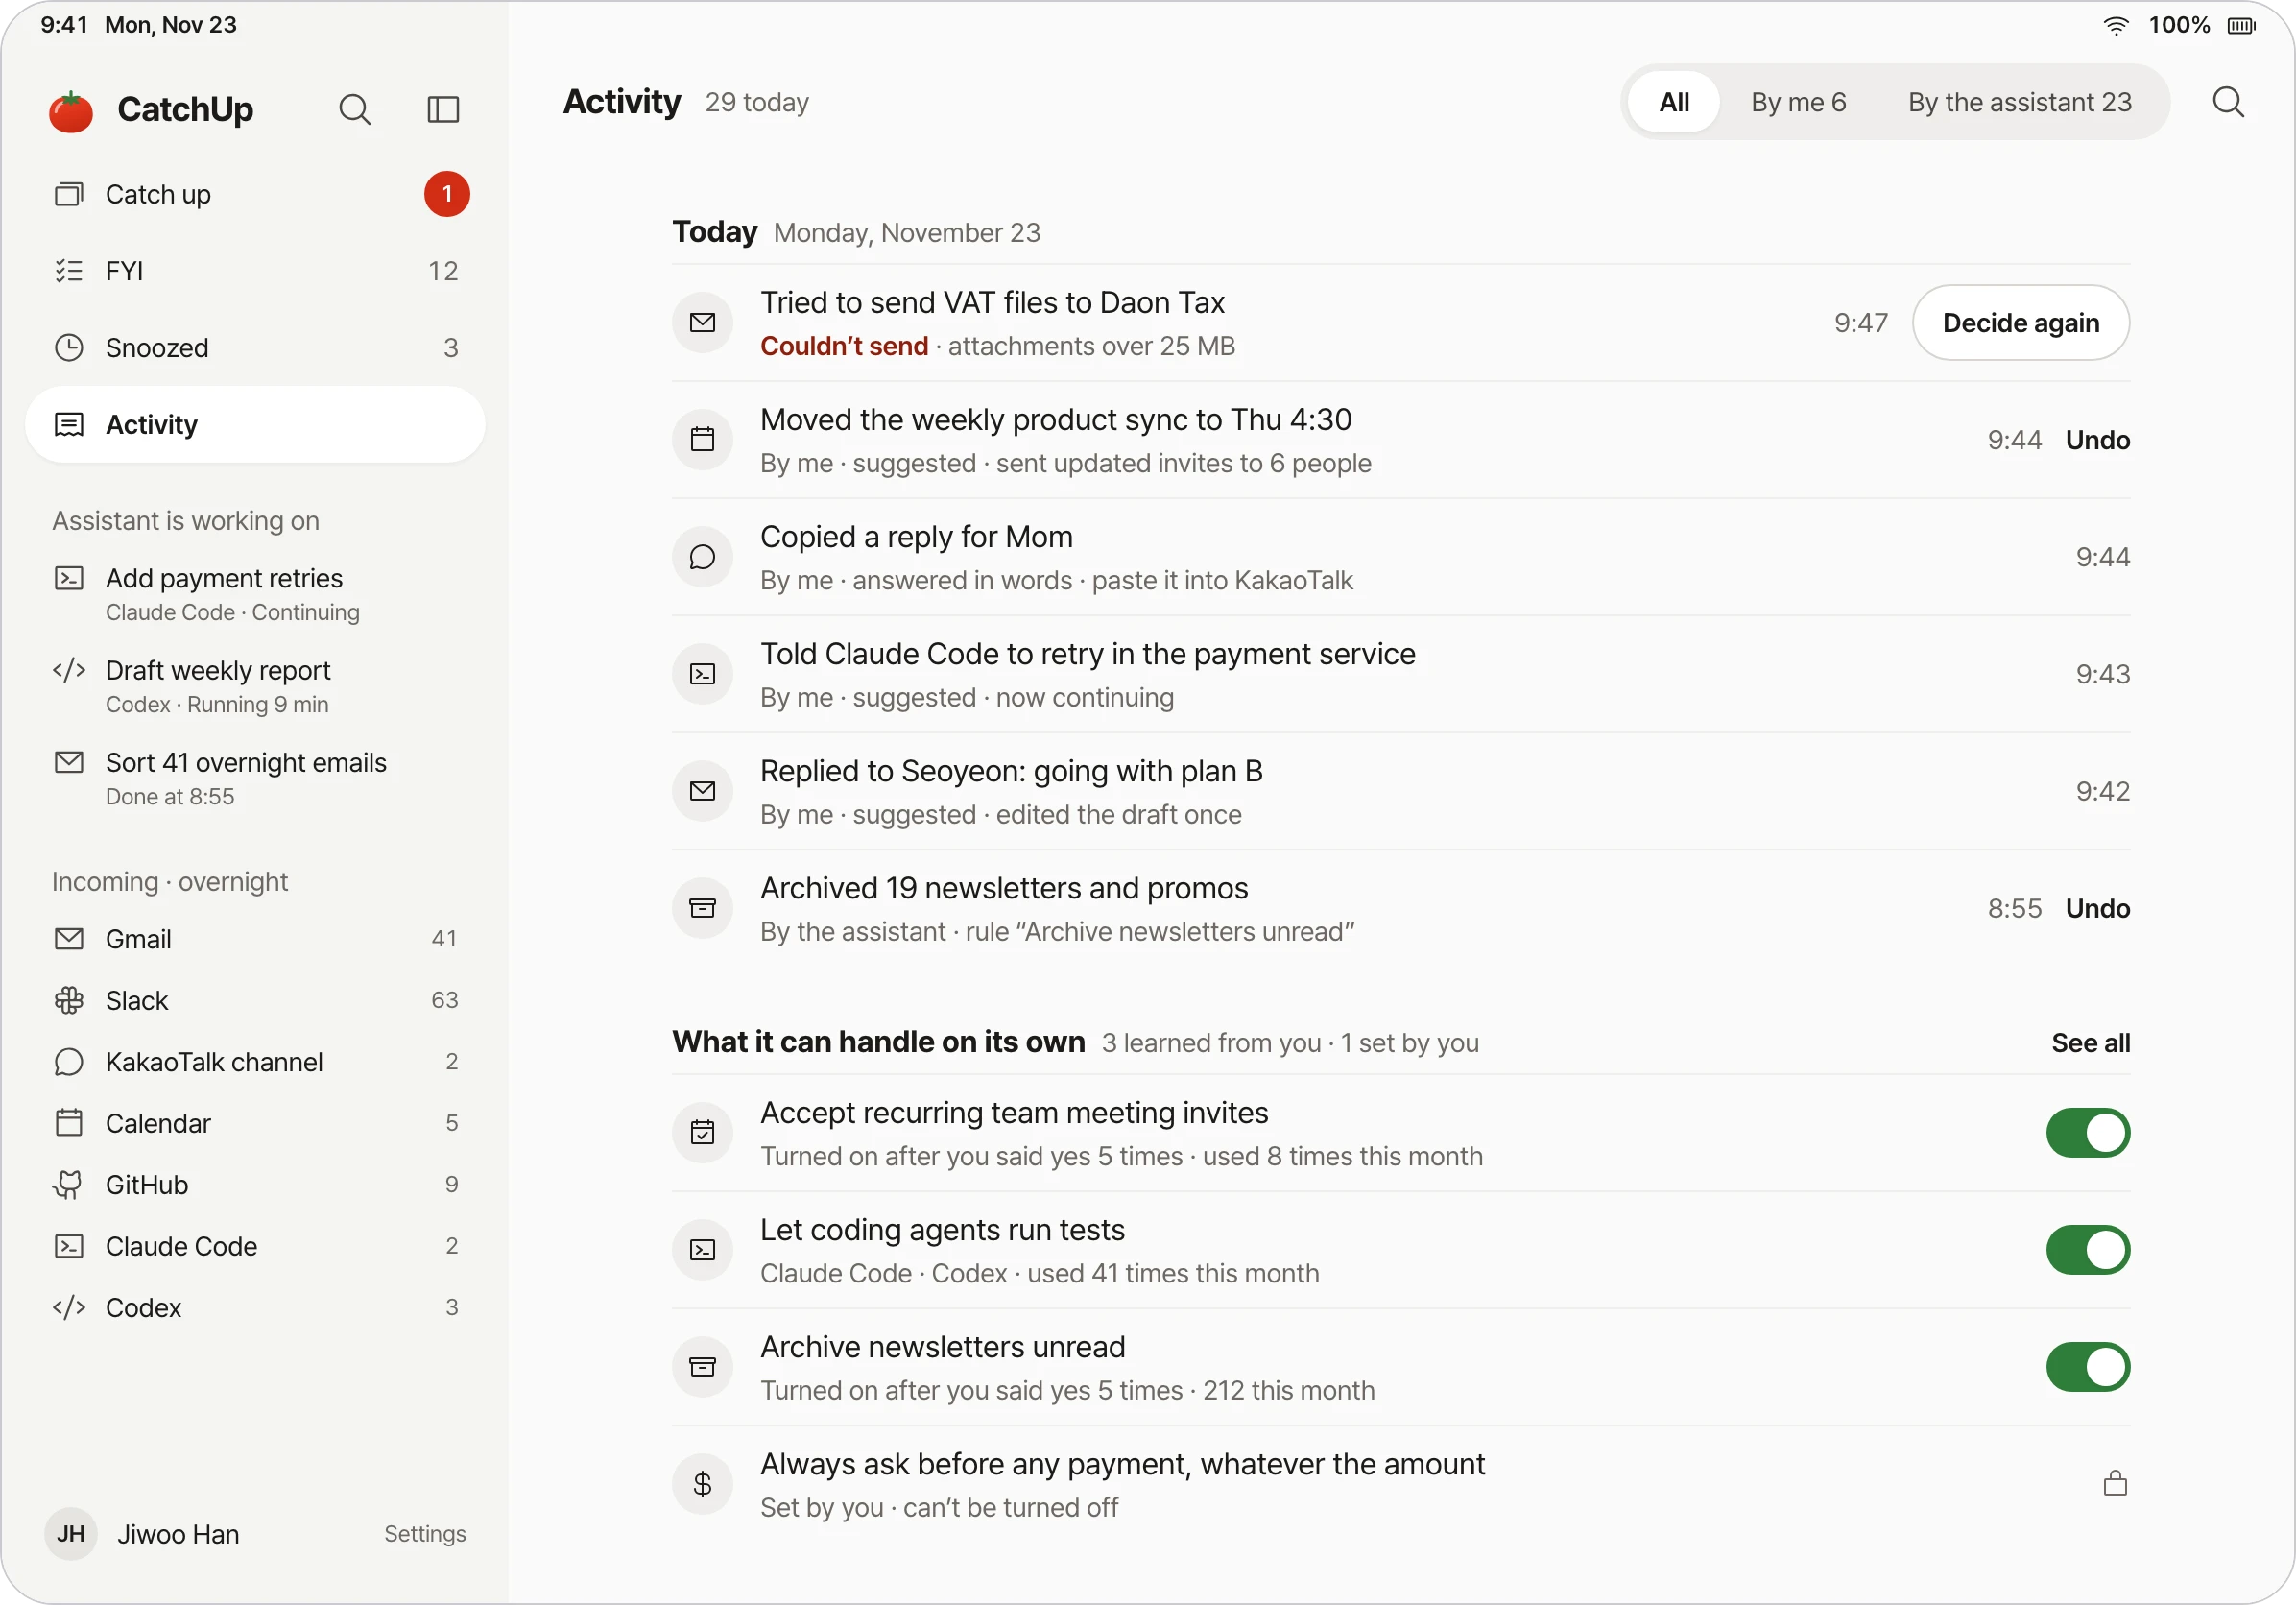 9:41 Mon, Nov 23
100%
CatchUp
Catch up 1
FYI 12
Snoozed 3
Activity
Assistant is working on
Add payment retries
Claude Code · Continuing
Draft weekly report
Codex · Running 9 min
Sort 41 overnight emails
Done at 8:55
Incoming · overnight
Gmail 41
Slack 63
KakaoTalk channel 2
Calendar 5
GitHub 9
Claude Code 2
Codex 3
JH Jiwoo Han Settings
Activity 29 today
All By me 6 By the assistant 23
Today Monday, November 23
Tried to send VAT files to Daon Tax
Couldn’t send · attachments over 25 MB
9:47 Decide again
Moved the weekly product sync to Thu 4:30
By me · suggested · sent updated invites to 6 people
9:44 Undo
Copied a reply for Mom
By me · answered in words · paste it into KakaoTalk
9:44
Told Claude Code to retry in the payment service
By me · suggested · now continuing
9:43
Replied to Seoyeon: going with plan B
By me · suggested · edited the draft once
9:42
Archived 19 newsletters and promos
By the assistant · rule “Archive newsletters unread”
8:55 Undo
What it can handle on its own 3 learned from you · 1 set by you See all
Accept recurring team meeting invites
Turned on after you said yes 5 times · used 8 times this month
Let coding agents run tests
Claude Code · Codex · used 41 times this month
Archive newsletters unread
Turned on after you said yes 5 times · 212 this month
Always ask before any payment, whatever the amount
Set by you · can’t be turned off